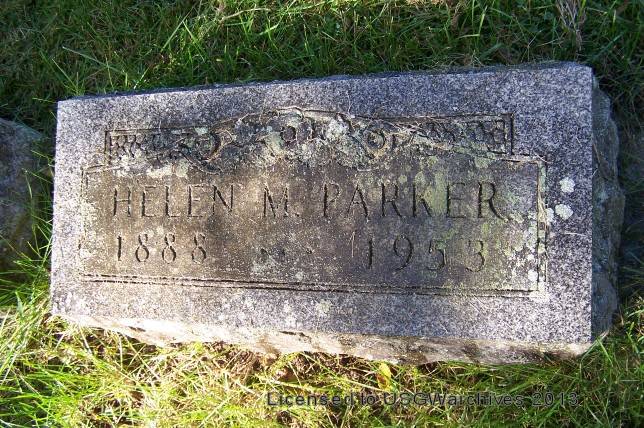 HELEN M. PARKER
1888 1953
Licensed to USGWarchives 2013